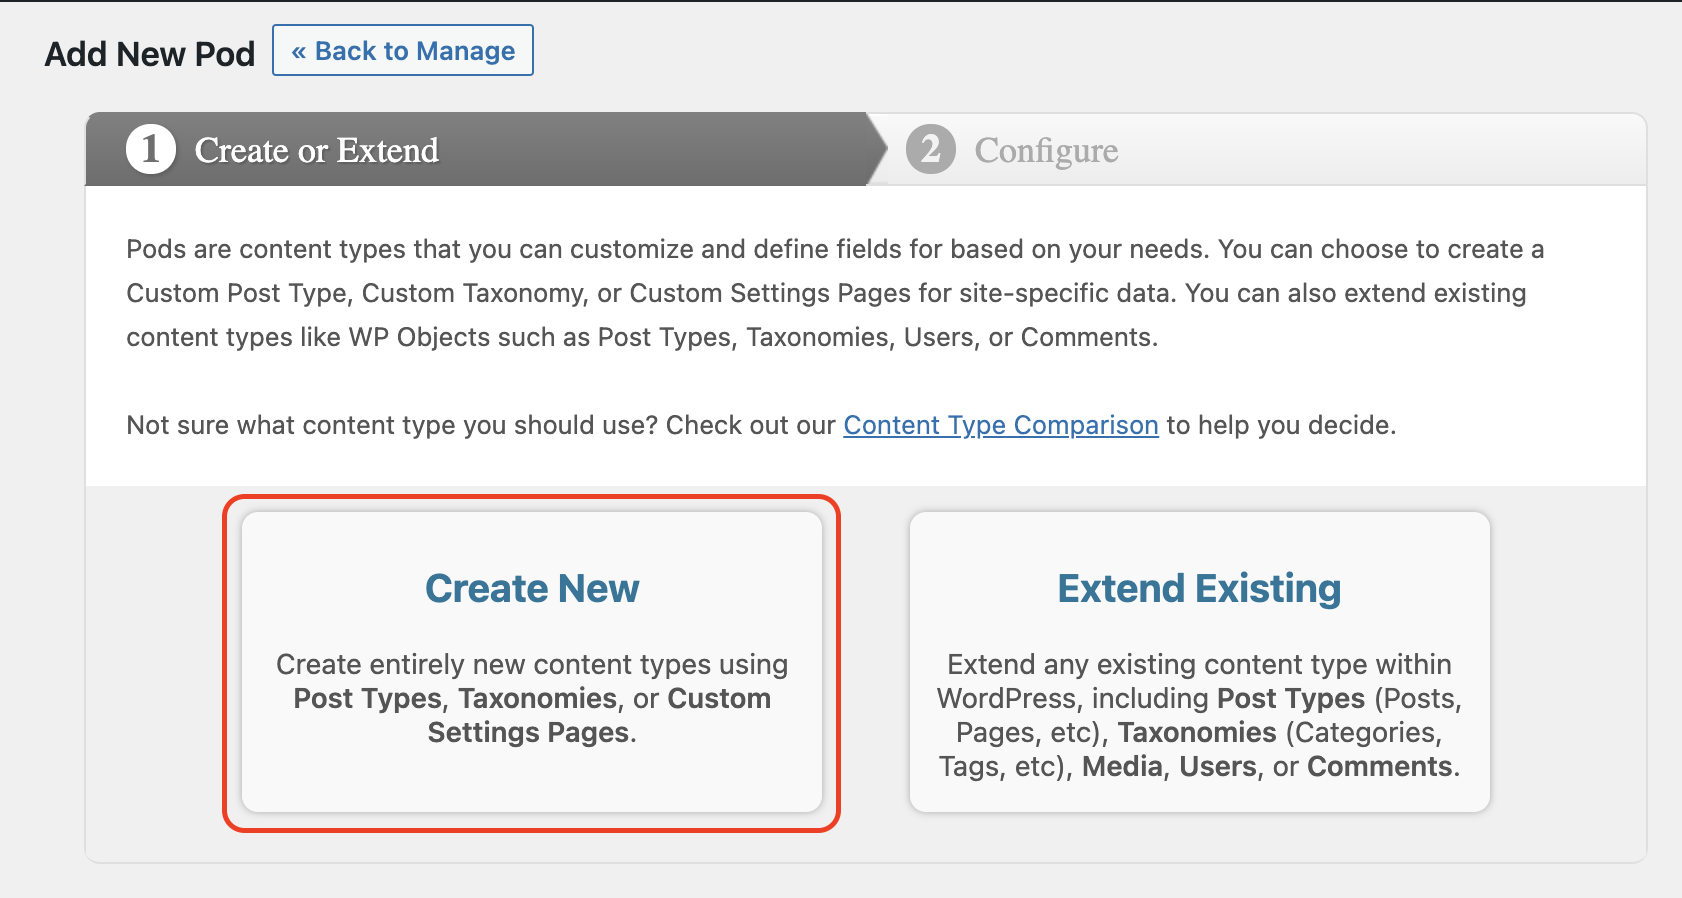 Add New Pod
« Back to Manage
1 Create or Extend
2 Configure
Pods are content types that you can customize and define fields for based on your needs. You can choose to create a
Custom Post Type, Custom Taxonomy, or Custom Settings Pages for site-specific data. You can also extend existing
content types like WP Objects such as Post Types, Taxonomies, Users, or Comments.
Not sure what content type you should use? Check out our Content Type Comparison to help you decide.
Create New
Create entirely new content types using
Post Types, Taxonomies, or Custom
Settings Pages.
Extend Existing
Extend any existing content type within
WordPress, including Post Types (Posts,
Pages, etc), Taxonomies (Categories,
Tags, etc), Media, Users, or Comments.